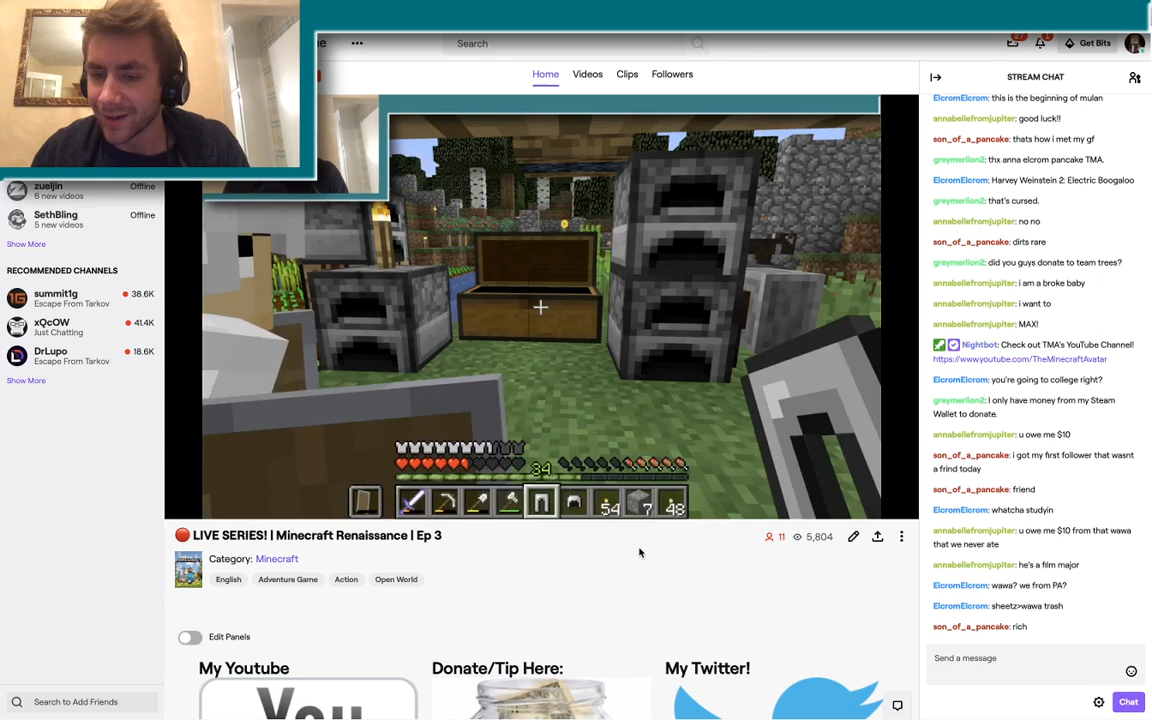 Search
27
Get Bits
Home Videos Clips Followers
STREAM CHAT
zueljin Offline
6 new videos
SethBling Offline
5 new videos
Show More
RECOMMENDED CHANNELS
summit1g 38.6K
Escape From Tarkov
xQcOW 41.4K
Just Chatting
DrLupo 18.6K
Escape From Tarkov
Show More
Search to Add Friends
34
54 7 48
LIVE SERIES! | Minecraft Renaissance | Ep 3
11 5,804
Category: Minecraft
English Adventure Game Action Open World
Edit Panels
My Youtube Donate/Tip Here: My Twitter!
You
ElcromElcrom: this is the beginning of mulan
annabellefromjupiter: good luck!!
son_of_a_pancake: thats how i met my gf
greymerlion2: thx anna elcrom pancake TMA.
ElcromElcrom: Harvey Weinstein 2: Electric Boogaloo
greymerlion2: that's cursed.
annabellefromjupiter: no no
son_of_a_pancake: dirts rare
greymerlion2: did you guys donate to team trees?
annabellefromjupiter: i am a broke baby
annabellefromjupiter: i want to
annabellefromjupiter: MAX!
Nightbot: Check out TMA's YouTube Channel!
https://www.youtube.com/TheMinecraftAvatar
ElcromElcrom: you're going to college right?
greymerlion2: I only have money from my Steam
Wallet to donate.
annabellefromjupiter: u owe me $10
son_of_a_pancake: i got my first follower that wasnt
a frind today
son_of_a_pancake: friend
ElcromElcrom: whatcha studyin
annabellefromjupiter: u owe me $10 from that wawa
that we never ate
annabellefromjupiter: he's a film major
ElcromElcrom: wawa? we from PA?
ElcromElcrom: sheetz>wawa trash
son_of_a_pancake: rich
Send a message
Chat